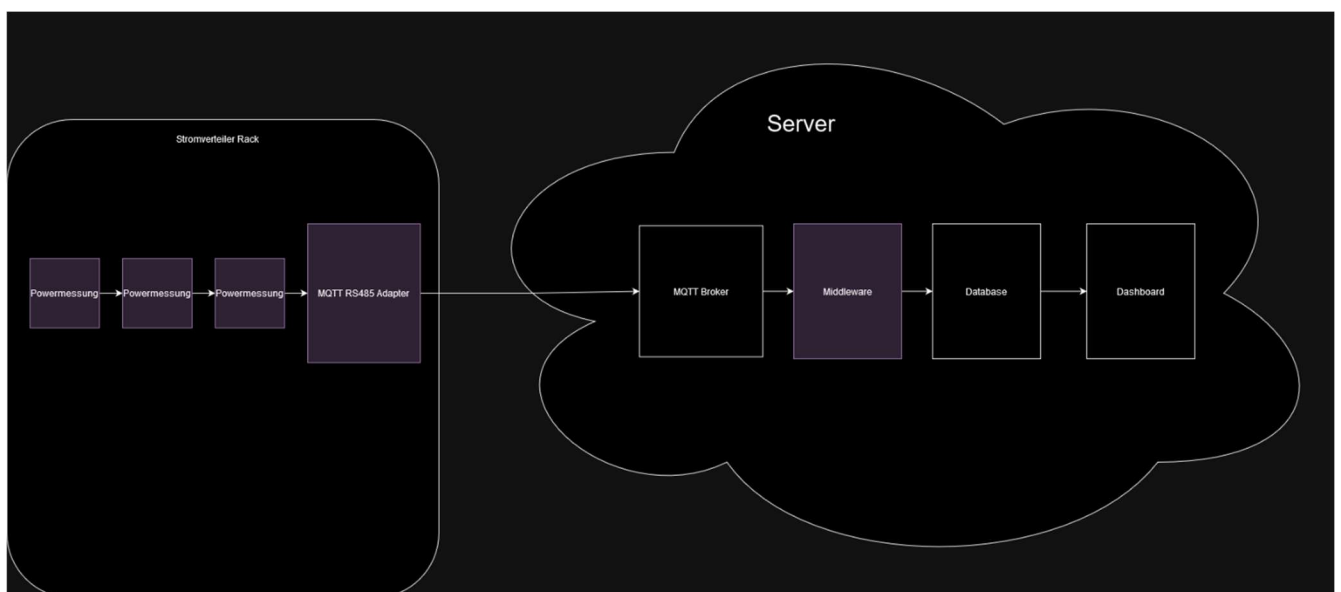 Stromverteiler Rack
Server
Powermessung
Powermessung
Powermessung
MQTT RS485 Adapter
MQTT Broker
Middleware
Database
Dashboard